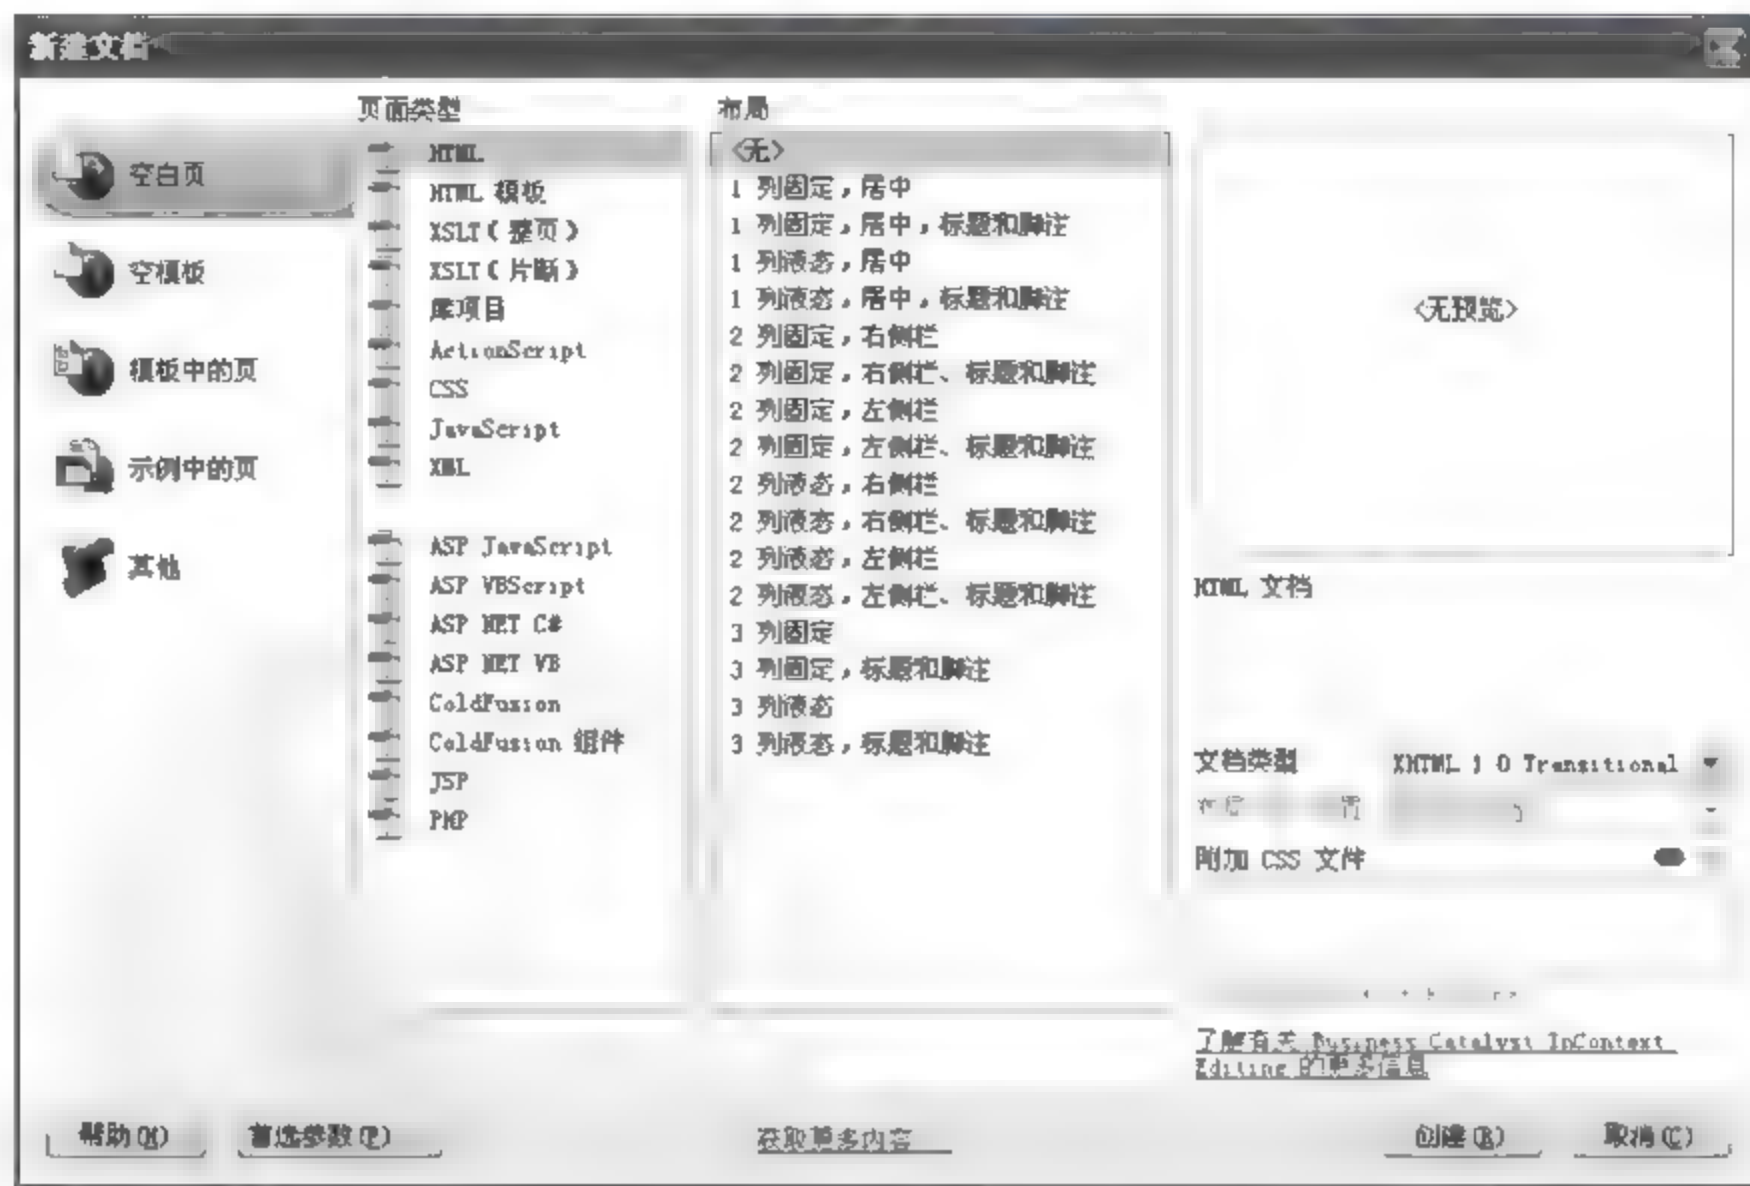 新建文档
空白页
空模板
模板中的页
示例中的页
其他
页面类型
HTML
HTML 模板
XSLT(整页)
XSLT(片断)
库项目
ActionScript
CSS
JavaScript
XML
ASP JavaScript
ASP VBScript
ASP NET C#
ASP NET VB
ColdFusion
ColdFusion 组件
JSP
PHP
布局
<无>
1 列固定,居中
1 列固定,居中,标题和脚注
1 列液态,居中
1 列液态,居中,标题和脚注
2 列固定,右侧栏
2 列固定,右侧栏、标题和脚注
2 列固定,左侧栏
2 列固定,左侧栏、标题和脚注
2 列液态,右侧栏
2 列液态,右侧栏、标题和脚注
2 列液态,左侧栏
2 列液态,左侧栏、标题和脚注
3 列固定
3 列固定,标题和脚注
3 列液态
3 列液态,标题和脚注
<无预览>
HTML 文档
文档类型 XHTML 1 0 Transitional
附加 CSS 文件
了解有关 Business Catalyst InContext
Editing 的更多信息
帮助(H)
首选参数(P)
获取更多内容
创建(R)
取消(C)